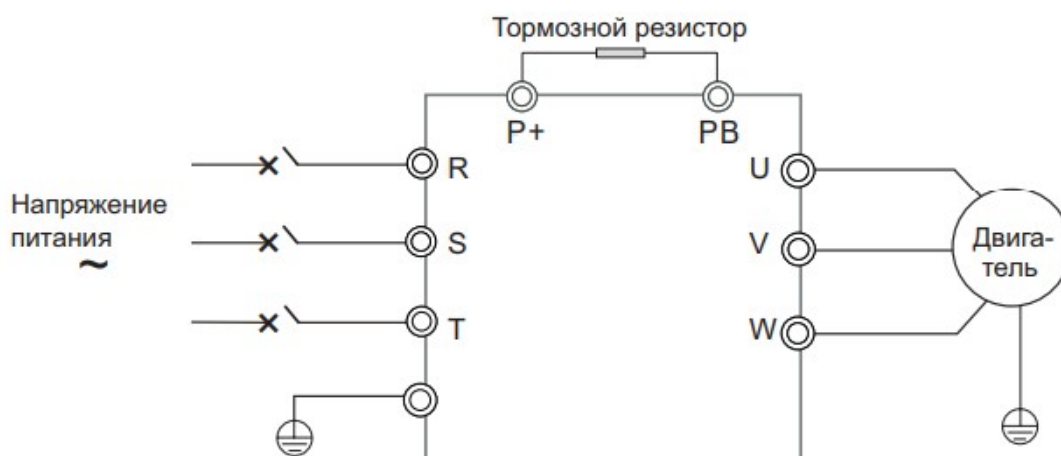 Тормозной резистор
P+
PB
R
U
Напряжение
питания
~
S
V
Двига-
тель
T
W